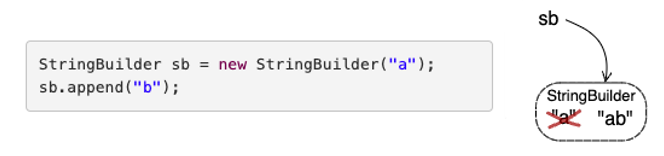 StringBuilder sb = new StringBuilder("a");
sb.append("b");
sb
StringBuilder
"a" "ab"